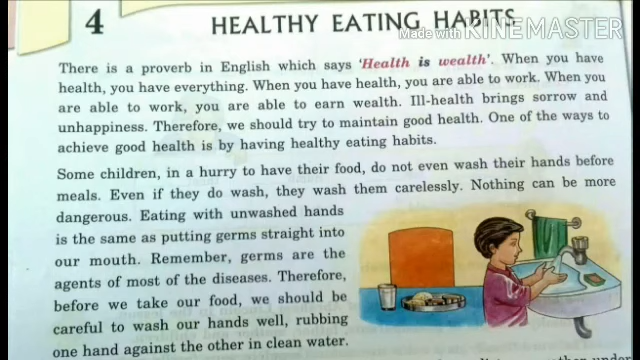 4
HEALTHY EATING HABITS
Made with KINEMASTER
There is a proverb in English which says 'Health is wealth'. When you have
health, you have everything. When you have health, you are able to work. When you
are able to work, you are able to earn wealth. Ill-health brings sorrow and
unhappiness. Therefore, we should try to maintain good health. One of the ways to
achieve good health is by having healthy eating habits.
Some children, in a hurry to have their food, do not even wash their hands before
meals. Even if they do wash, they wash them carelessly. Nothing can be more
dangerous. Eating with unwashed hands
is the same as putting germs straight into
our mouth. Remember, germs are the
agents of most of the diseases. Therefore,
before we take our food, we should be
careful to wash our hands well, rubbing
one hand against the other in clean water.